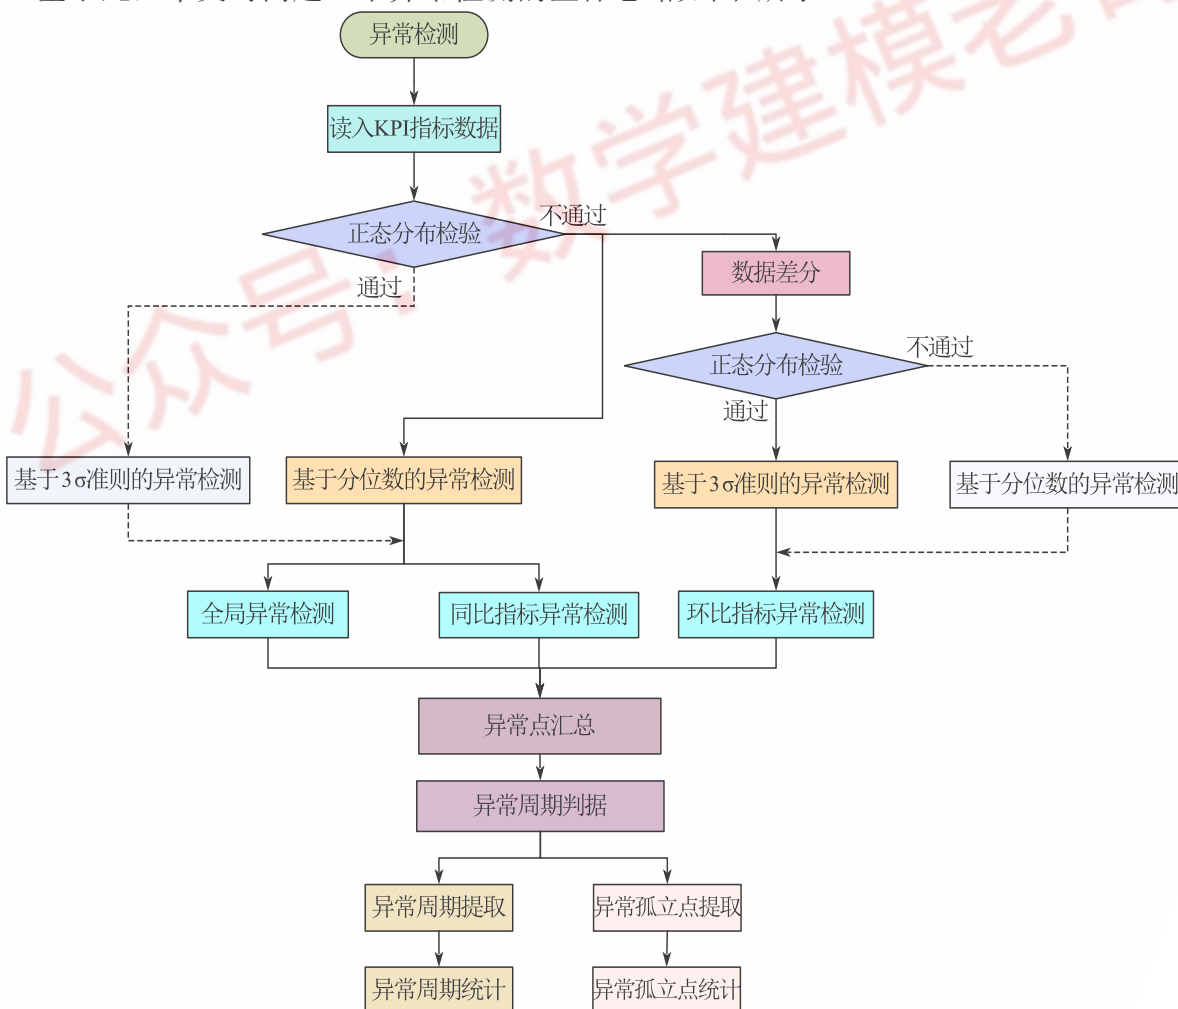 异常检测
读入KPI指标数据
正态分布检验
不通过
通过
数据差分
正态分布检验
不通过
通过
基于3σ准则的异常检测
基于分位数的异常检测
基于3σ准则的异常检测
基于分位数的异常检测
全局异常检测
同比指标异常检测
环比指标异常检测
异常点汇总
异常周期判据
异常周期提取
异常孤立点提取
异常周期统计
异常孤立点统计
公众号：数学建模老